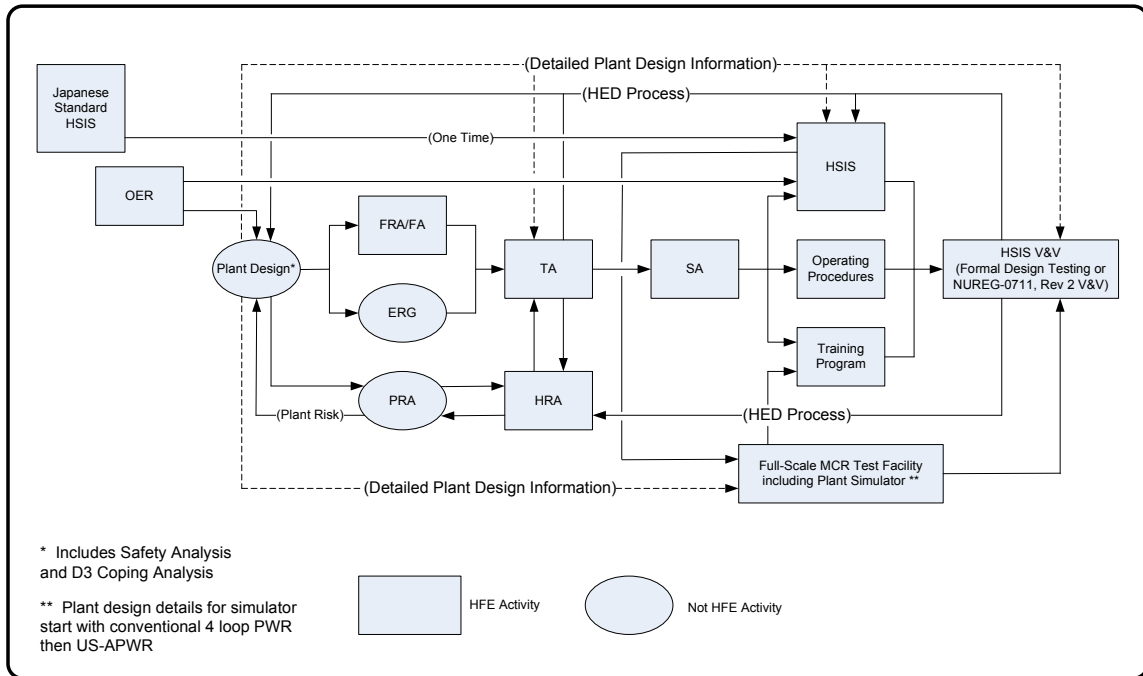 (Detailed Plant Design Information)
Japanese
Standard
HSIS
(HED Process)
(One Time)
HSIS
OER
FRA/FA
Plant Design*
TA
SA
Operating
Procedures
HSIS V&V
(Formal Design Testing or
NUREG-0711, Rev 2 V&V)
ERG
Training
Program
PRA
HRA
(Plant Risk)
(HED Process)
Full-Scale MCR Test Facility
including Plant Simulator **
(Detailed Plant Design Information)
* Includes Safety Analysis
and D3 Coping Analysis
** Plant design details for simulator
start with conventional 4 loop PWR
then US-APWR
HFE Activity
Not HFE Activity